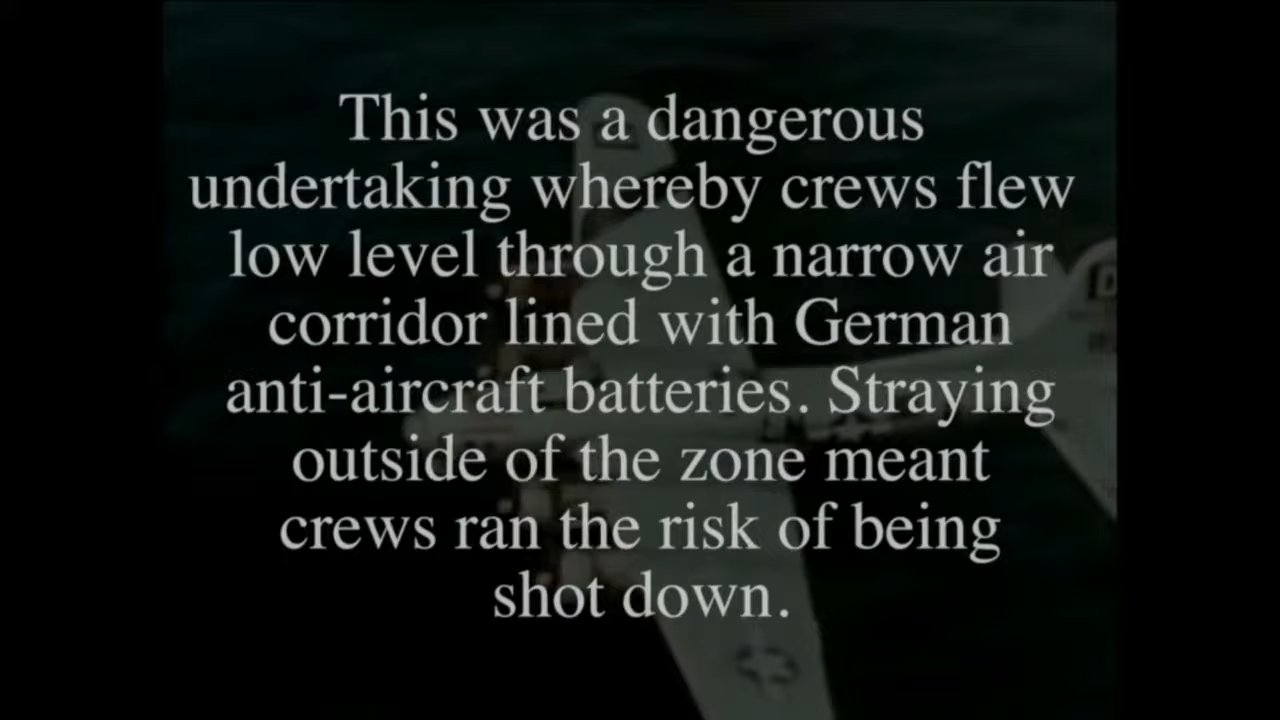 This was a dangerous
undertaking whereby crews flew
low level through a narrow air
corridor lined with German
anti-aircraft batteries. Straying
outside of the zone meant
crews ran the risk of being
shot down.